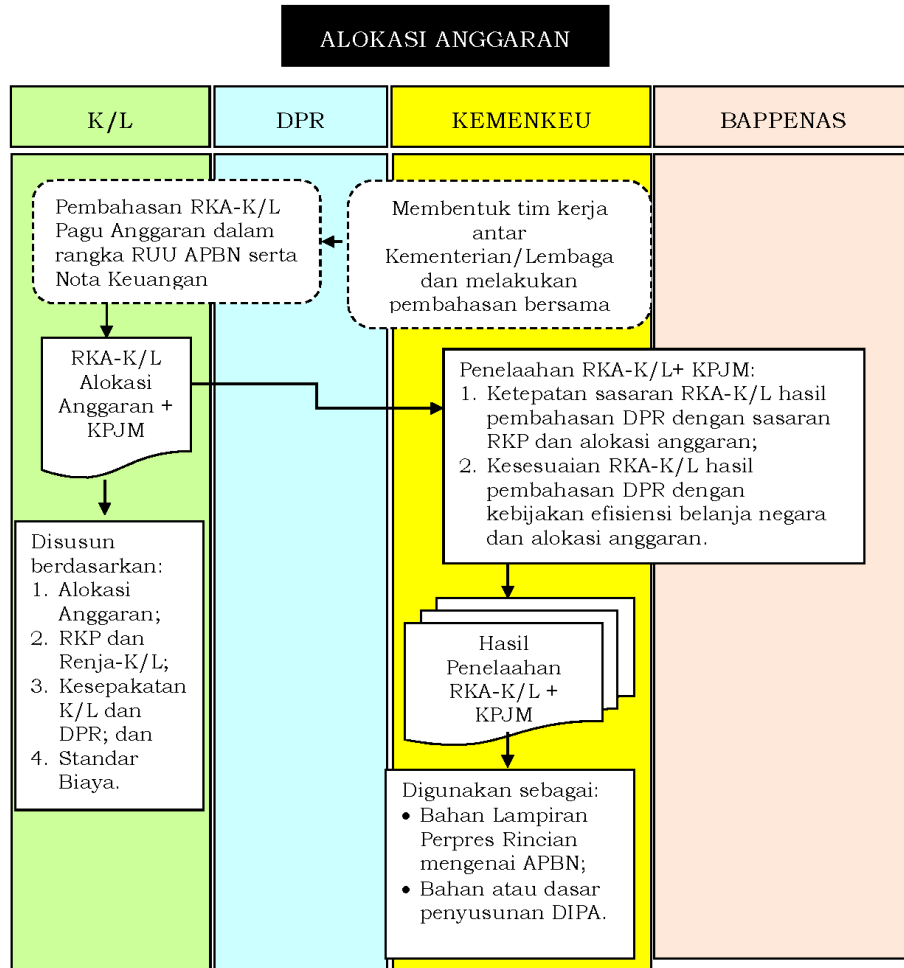 ALOKASI ANGGARAN
K/L
DPR
KEMENKEU
BAPPENAS
Pembahasan RKA-K/L
Pagu Anggaran dalam
rangka RUU APBN serta
Nota Keuangan
Membentuk tim kerja
antar
Kementerian/Lembaga
dan melakukan
pembahasan bersama
RKA-K/L
Alokasi
Anggaran +
KPJM
Penelaahan RKA-K/L+ KPJM:
1. Ketepatan sasaran RKA-K/L hasil
pembahasan DPR dengan sasaran
RKP dan alokasi anggaran;
2. Kesesuaian RKA-K/L hasil
pembahasan DPR dengan
kebijakan efisiensi belanja negara
dan alokasi anggaran.
Disusun
berdasarkan:
1. Alokasi
Anggaran;
2. RKP dan
Renja-K/L;
3. Kesepakatan
K/L dan
DPR; dan
4. Standar
Biaya.
Hasil
Penelaahan
RKA-K/L +
KPJM
Digunakan sebagai:
• Bahan Lampiran
Perpres Rincian
mengenai APBN;
• Bahan atau dasar
penyusunan DIPA.